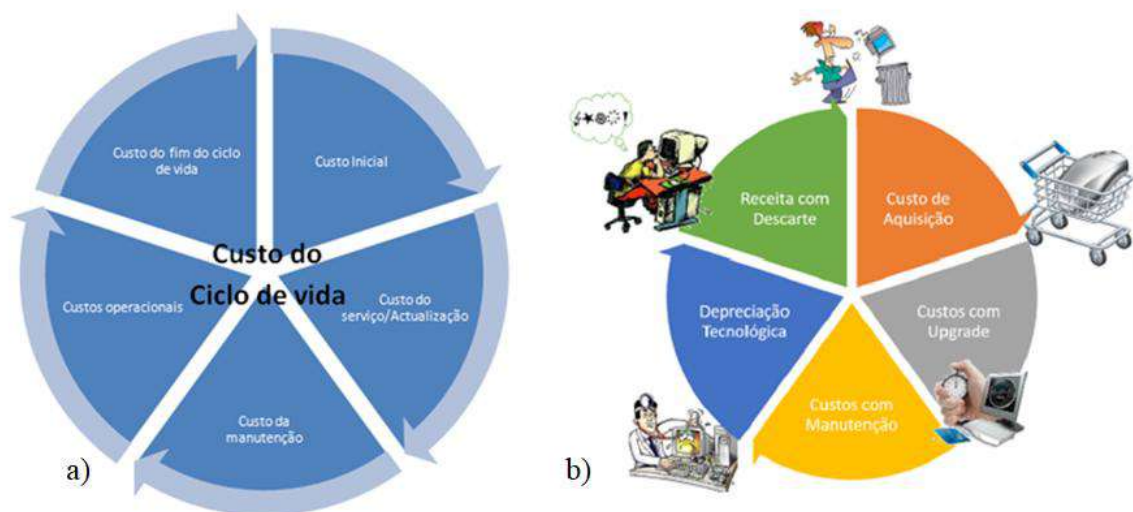 Custo do fim do ciclo
de vida
Custo Inicial
Custo do
Ciclo de vida
Custos operacionais
Custo do
serviço/Actualização
Custo da
manutenção
a)
Receita com
Descarte
Custo de
Aquisição
Depreciação
Tecnológica
Custos com
Upgrade
Custos com
Manutenção
b)